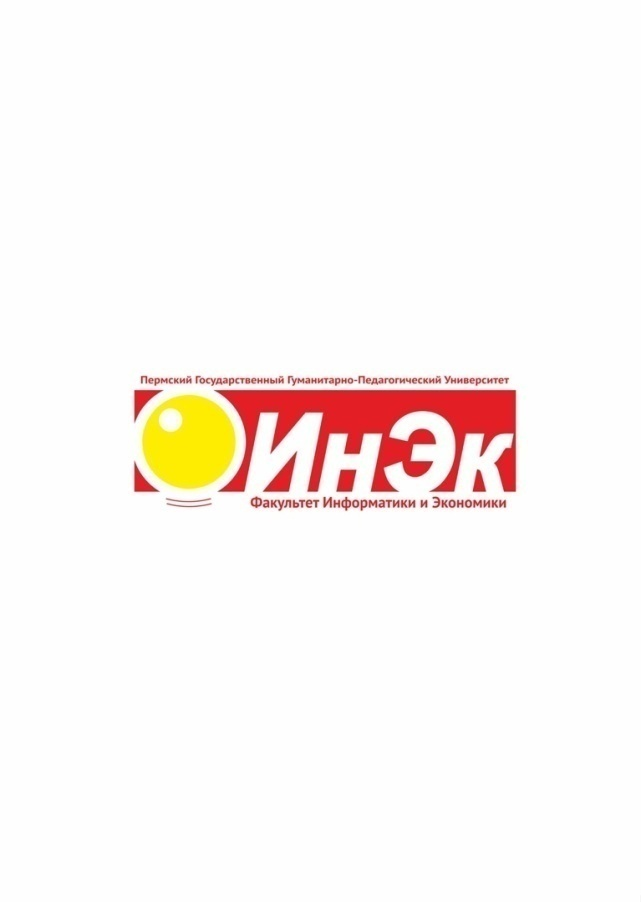 Пермский Государственный Гуманитарно-Педагогический Университет
ИнЭк
Факультет Информатики и Экономики